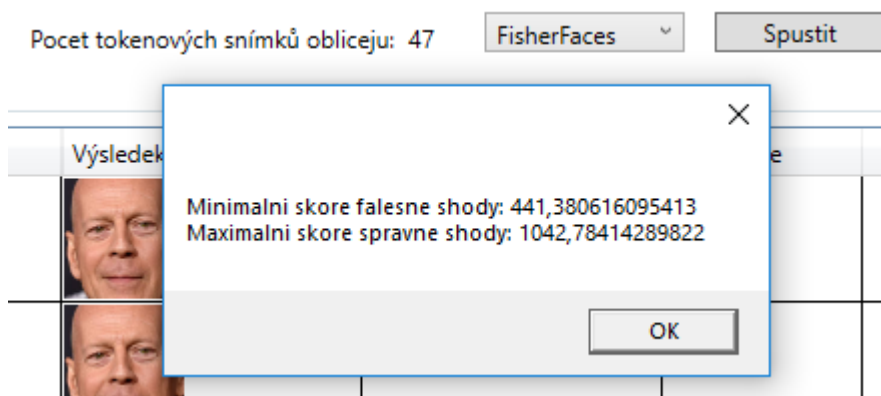 Pocet tokenových snímků obliceju: 47 FisherFaces Spustit
Výsledek
Minimalni skore falesne shody: 441,380616095413
Maximalni skore spravne shody: 1042,78414289822
OK